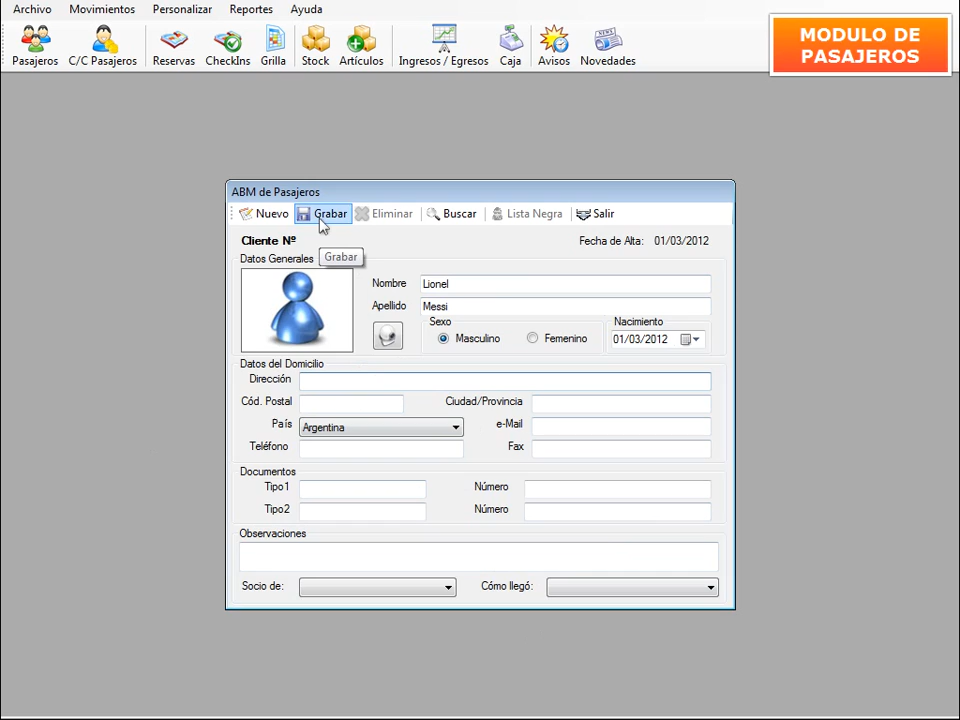 Archivo Movimientos Personalizar Reportes Ayuda
Pasajeros C/C Pasajeros Reservas CheckIns Grilla Stock Artículos Ingresos / Egresos Caja Avisos Novedades
NEWS
MODULO DE
PASAJEROS
ABM de Pasajeros
Nuevo Grabar Eliminar Buscar Lista Negra Salir
Cliente Nº Fecha de Alta: 01/03/2012
Grabar
Datos Generales
Nombre Lionel
Apellido Messi
Sexo Nacimiento
Masculino Femenino 01/03/2012
Datos del Domicilio
Dirección
Cód. Postal Ciudad/Provincia
País Argentina e-Mail
Teléfono Fax
Documentos
Tipo1 Número
Tipo2 Número
Observaciones
Socio de: Cómo llegó: